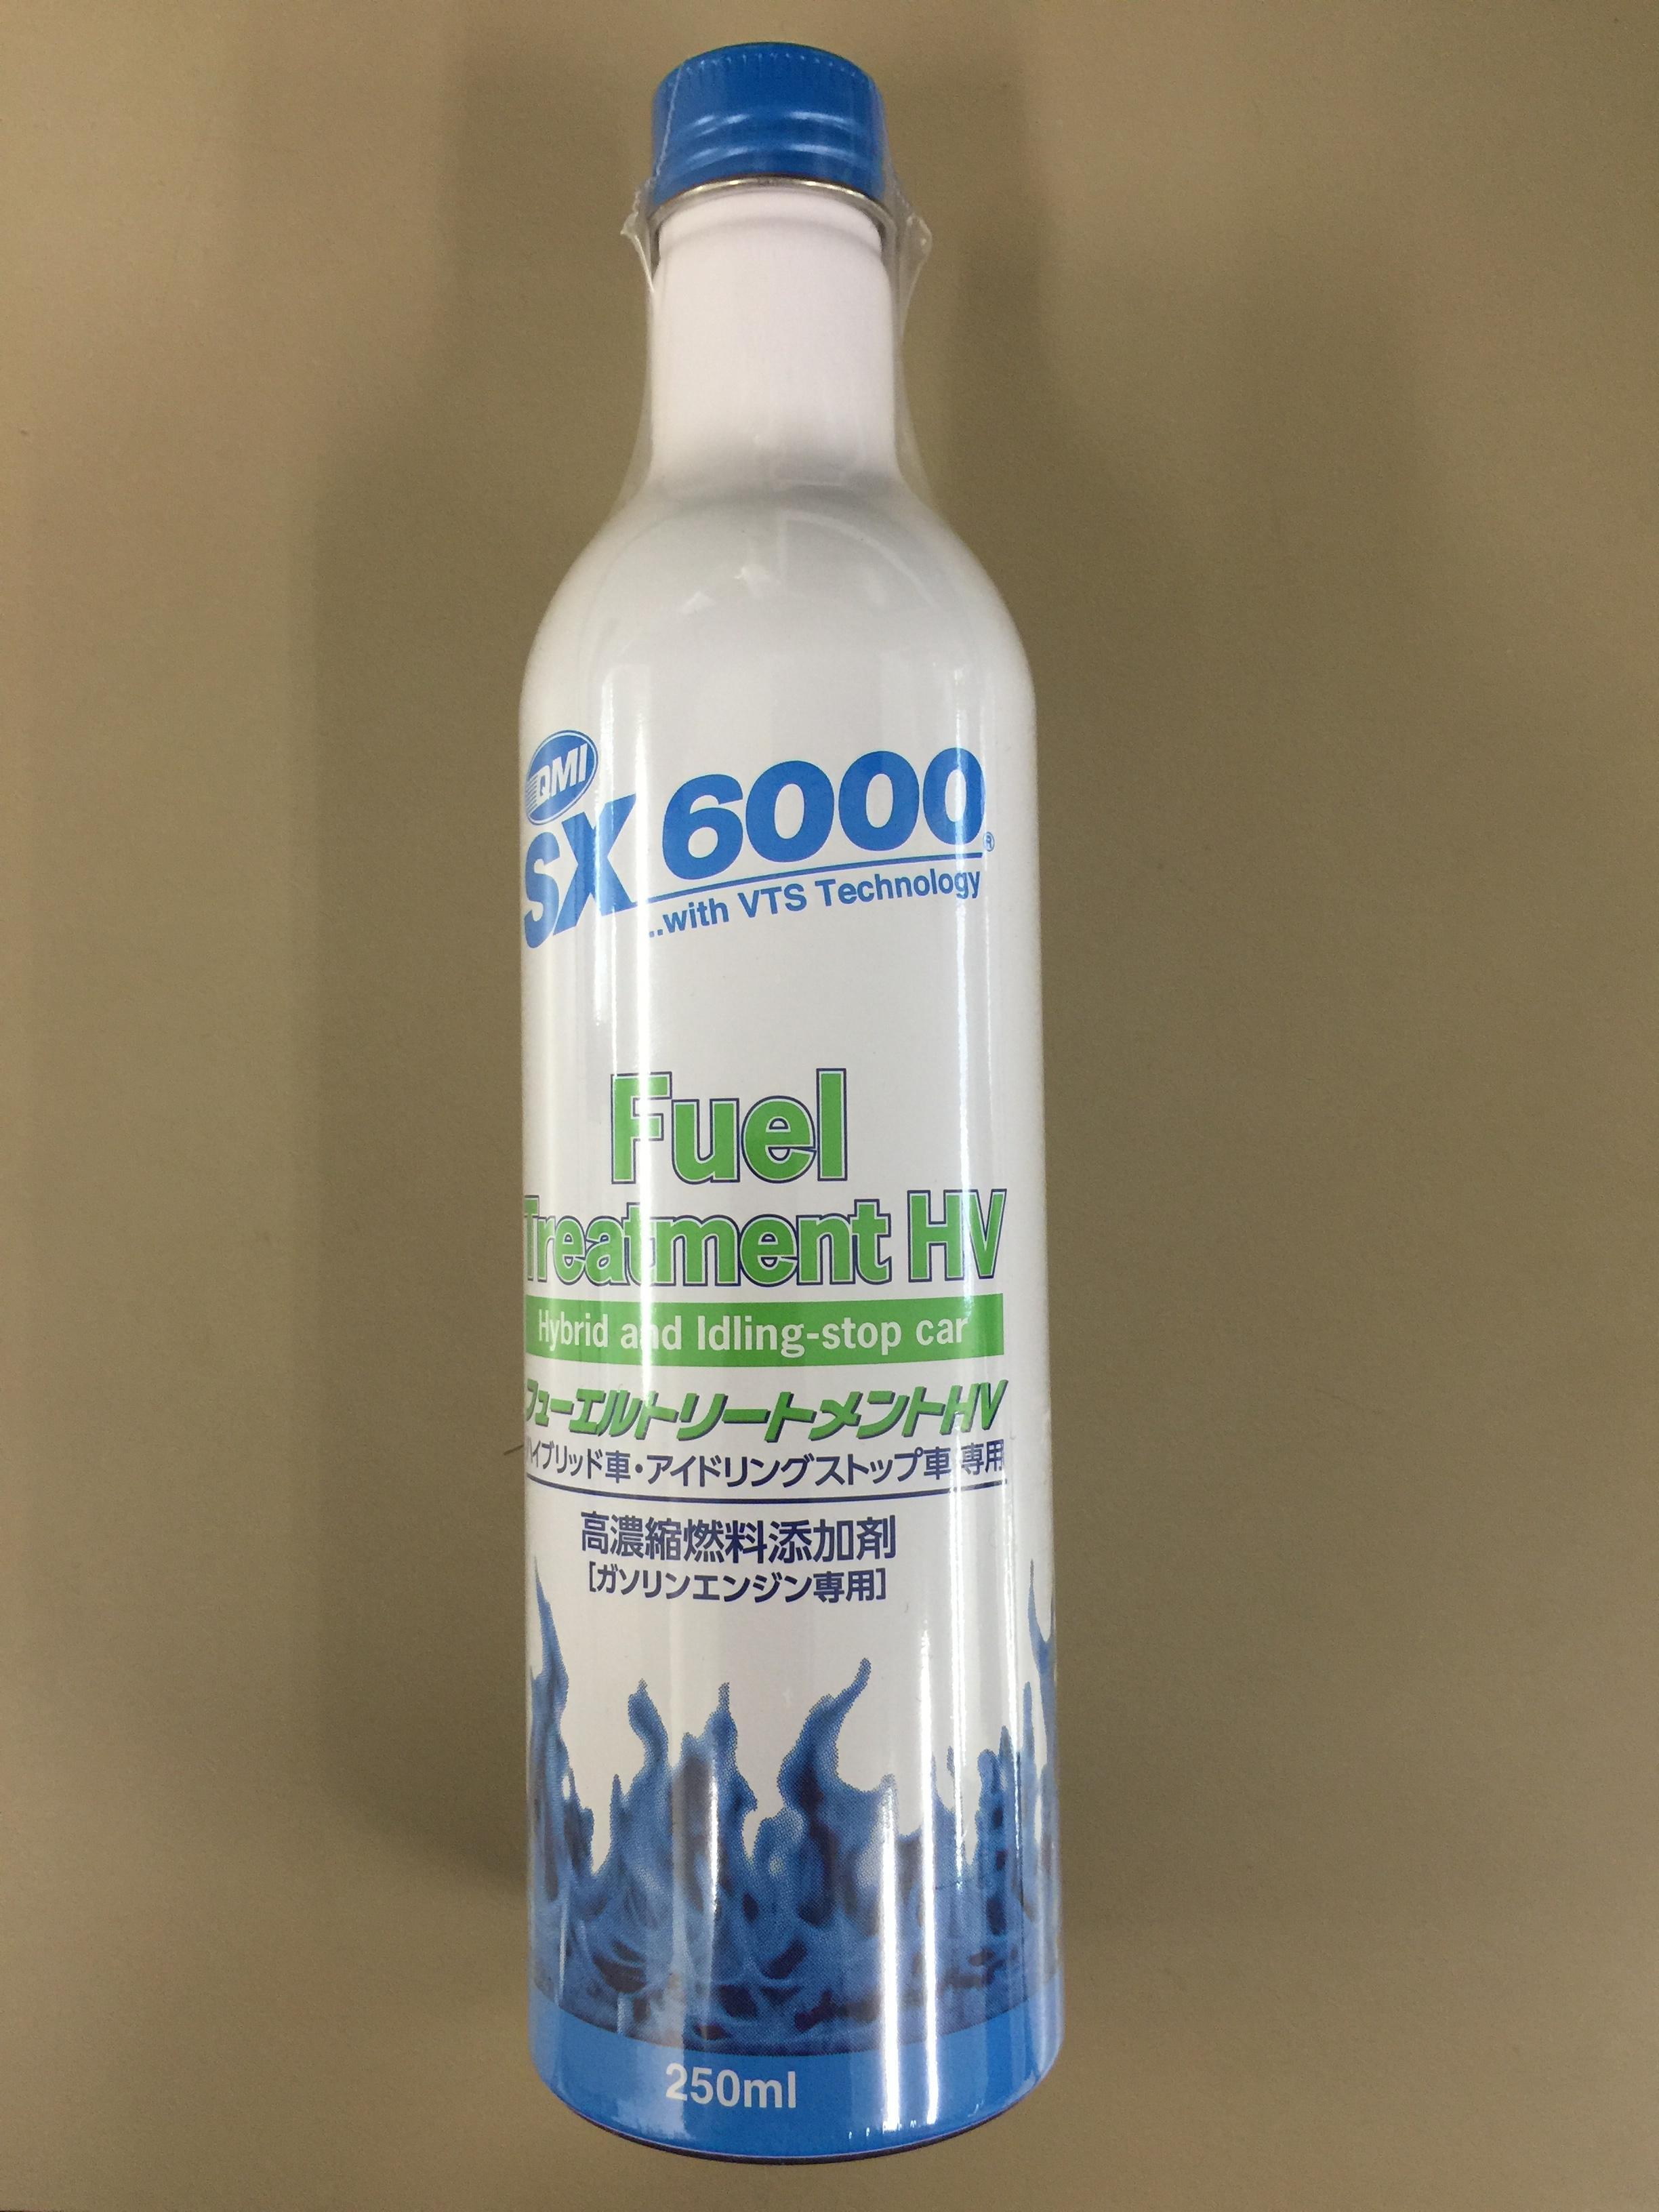 QMI
SX 6000®
...with VTS Technology
Fuel
Treatment HV
Hybrid and Idling-stop car
フューエルトリートメントHV
ハイブリッド車・アイドリングストップ車 専用
高濃縮燃料添加剤
[ガソリンエンジン専用]
250ml